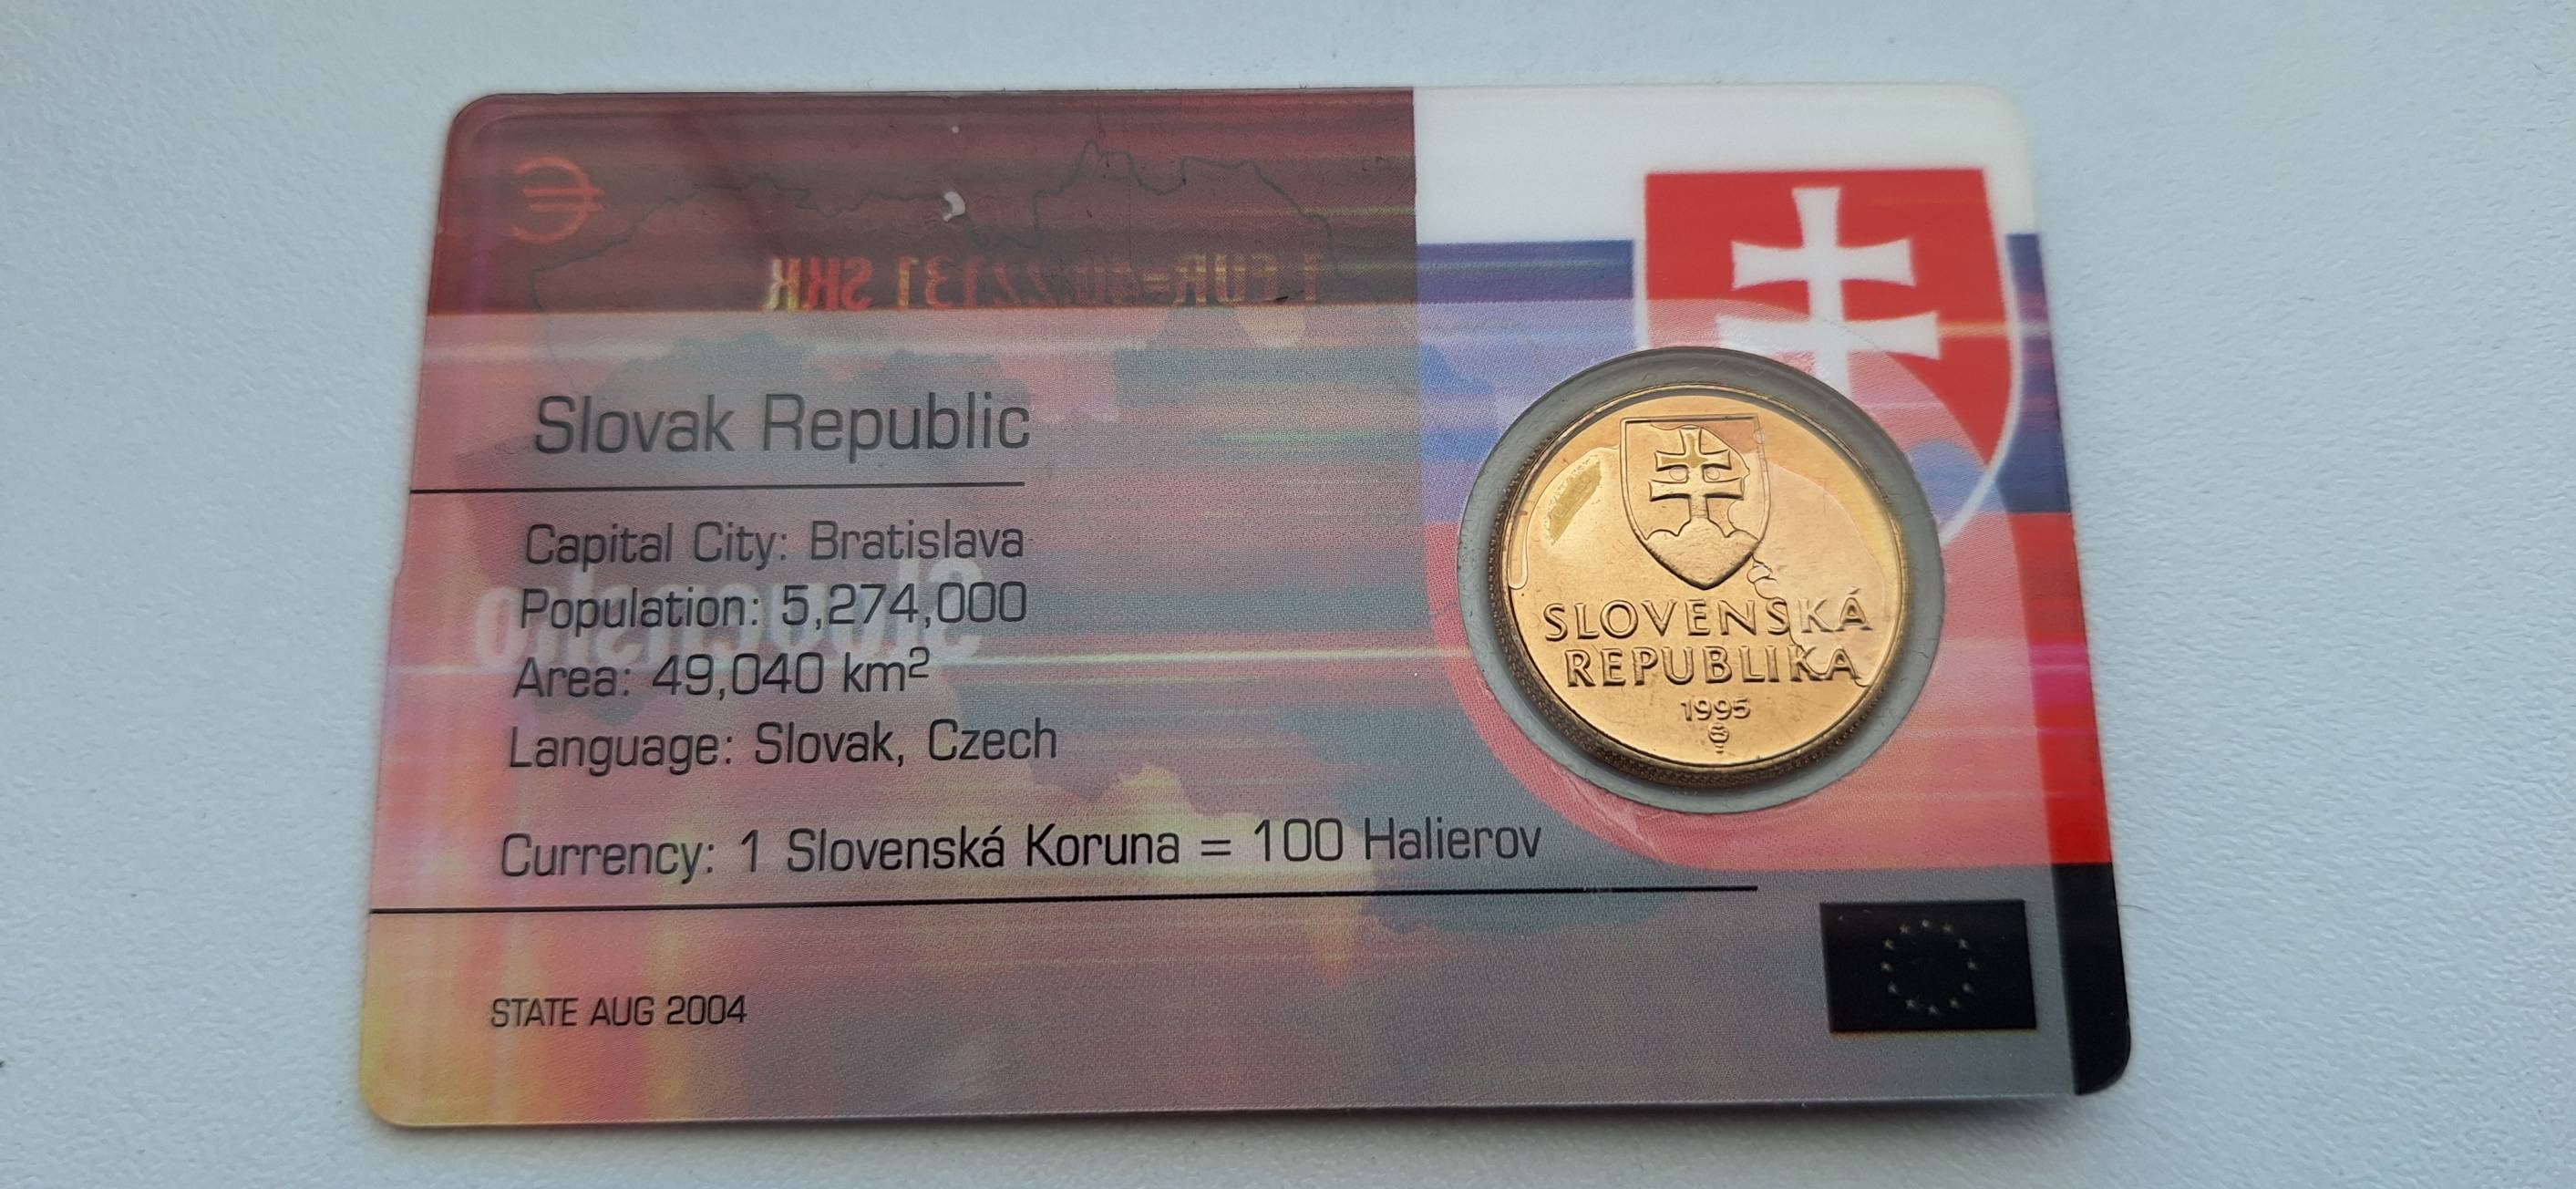 €
Slovak Republic
Capital City: Bratislava
Population: 5,274,000
Area: 49,040 km²
Language: Slovak, Czech
Currency: 1 Slovenská Koruna = 100 Halierov
STATE AUG 2004
SLOVENSKÁ
REPUBLIKA
1995